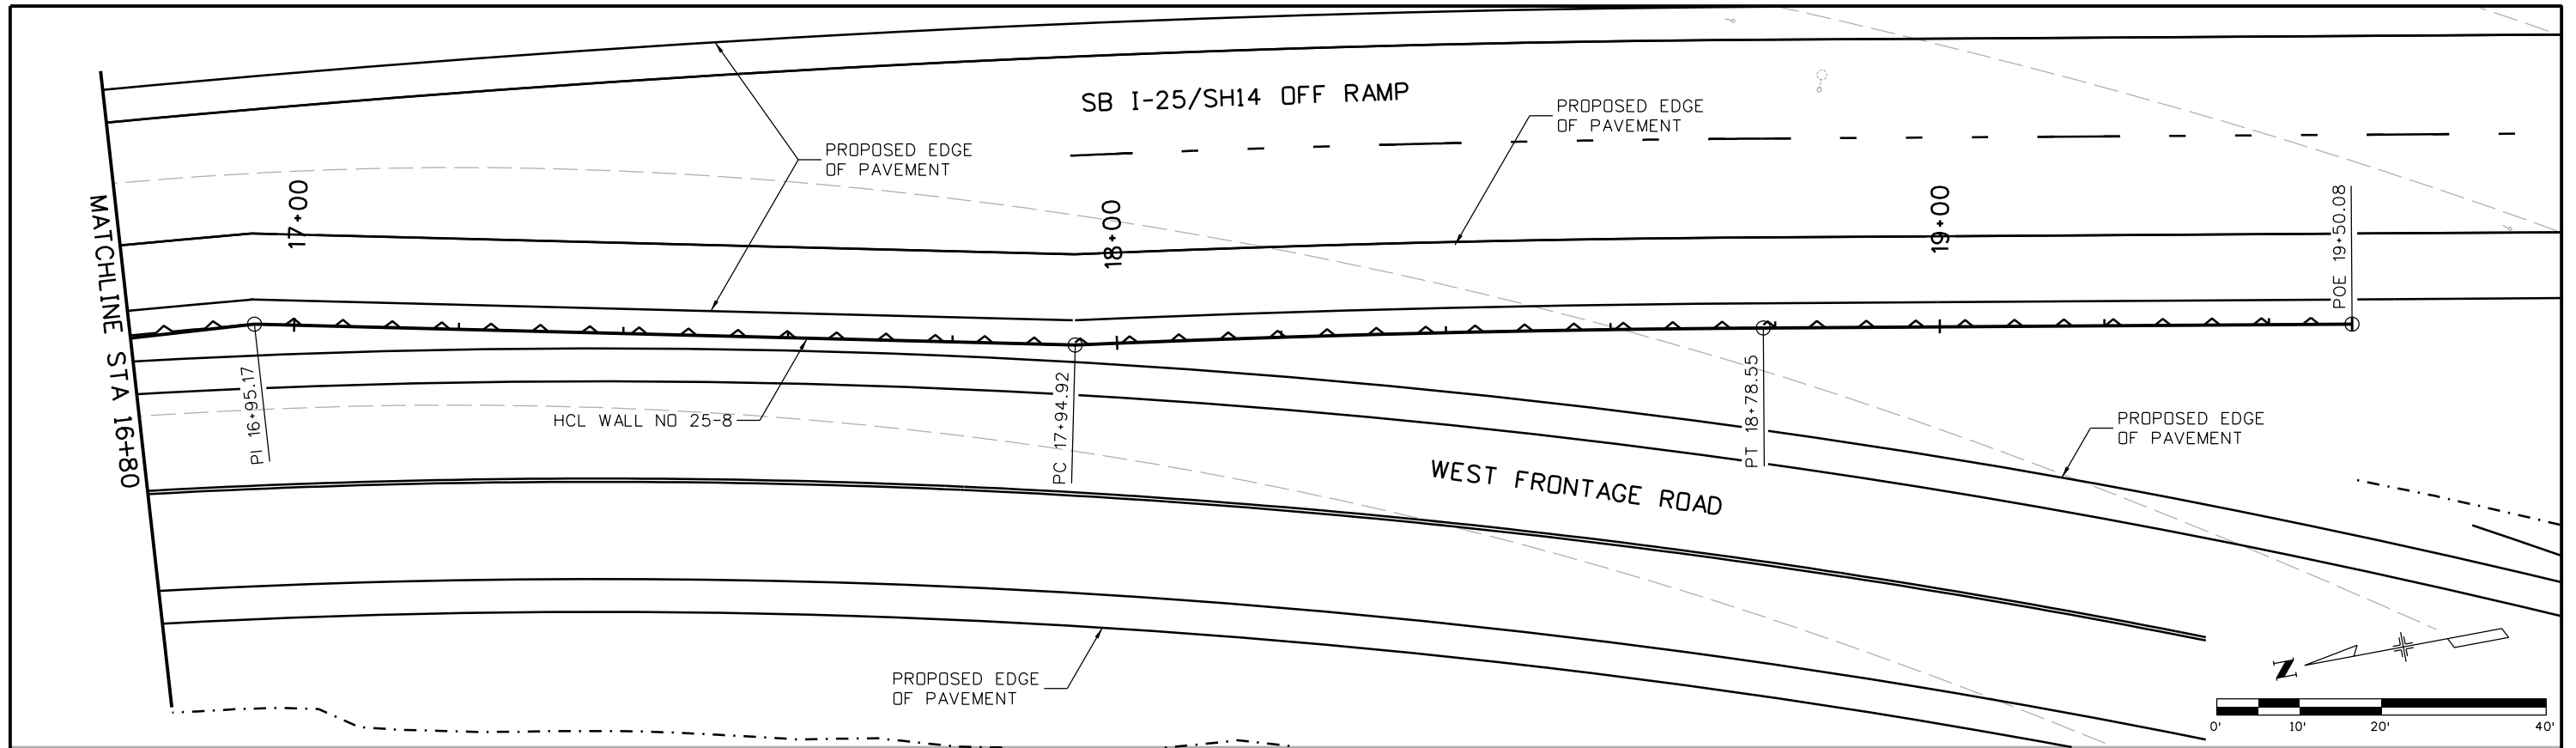 SB I-25/SH14 OFF RAMP
PROPOSED EDGE
OF PAVEMENT
PROPOSED EDGE
OF PAVEMENT
MATCHLINE STA 16+80
17+00
18+00
19+00
POE 19+50.08
PI 16+95.17
HCL WALL NO 25-8
PC 17+94.92
PT 18+78.55
PROPOSED EDGE
OF PAVEMENT
WEST FRONTAGE ROAD
PROPOSED EDGE
OF PAVEMENT
N
0' 10' 20' 40'